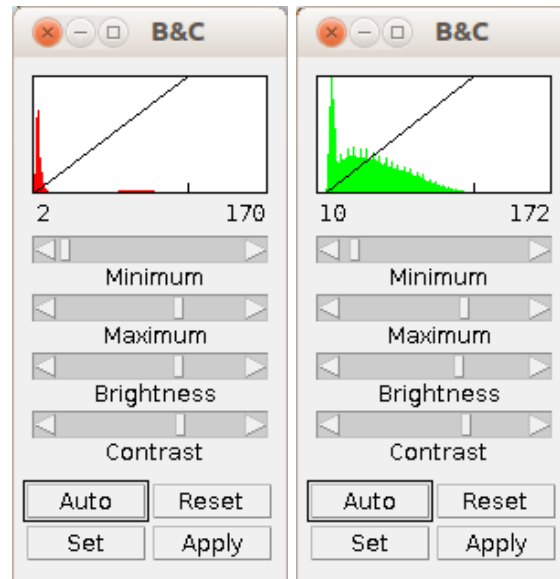 B&C
2 170
Minimum
Maximum
Brightness
Contrast
Auto Reset
Set Apply
B&C
10 172
Minimum
Maximum
Brightness
Contrast
Auto Reset
Set Apply